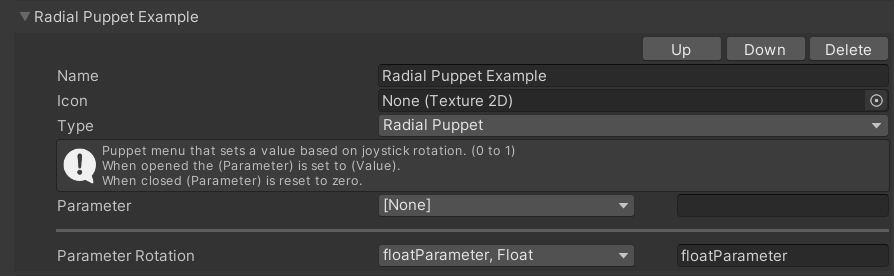 Radial Puppet Example
Up Down Delete
Name Radial Puppet Example
Icon None (Texture 2D)
Type Radial Puppet
Puppet menu that sets a value based on joystick rotation. (0 to 1)
When opened the (Parameter) is set to (Value).
When closed (Parameter) is reset to zero.
Parameter [None]
Parameter Rotation floatParameter, Float floatParameter